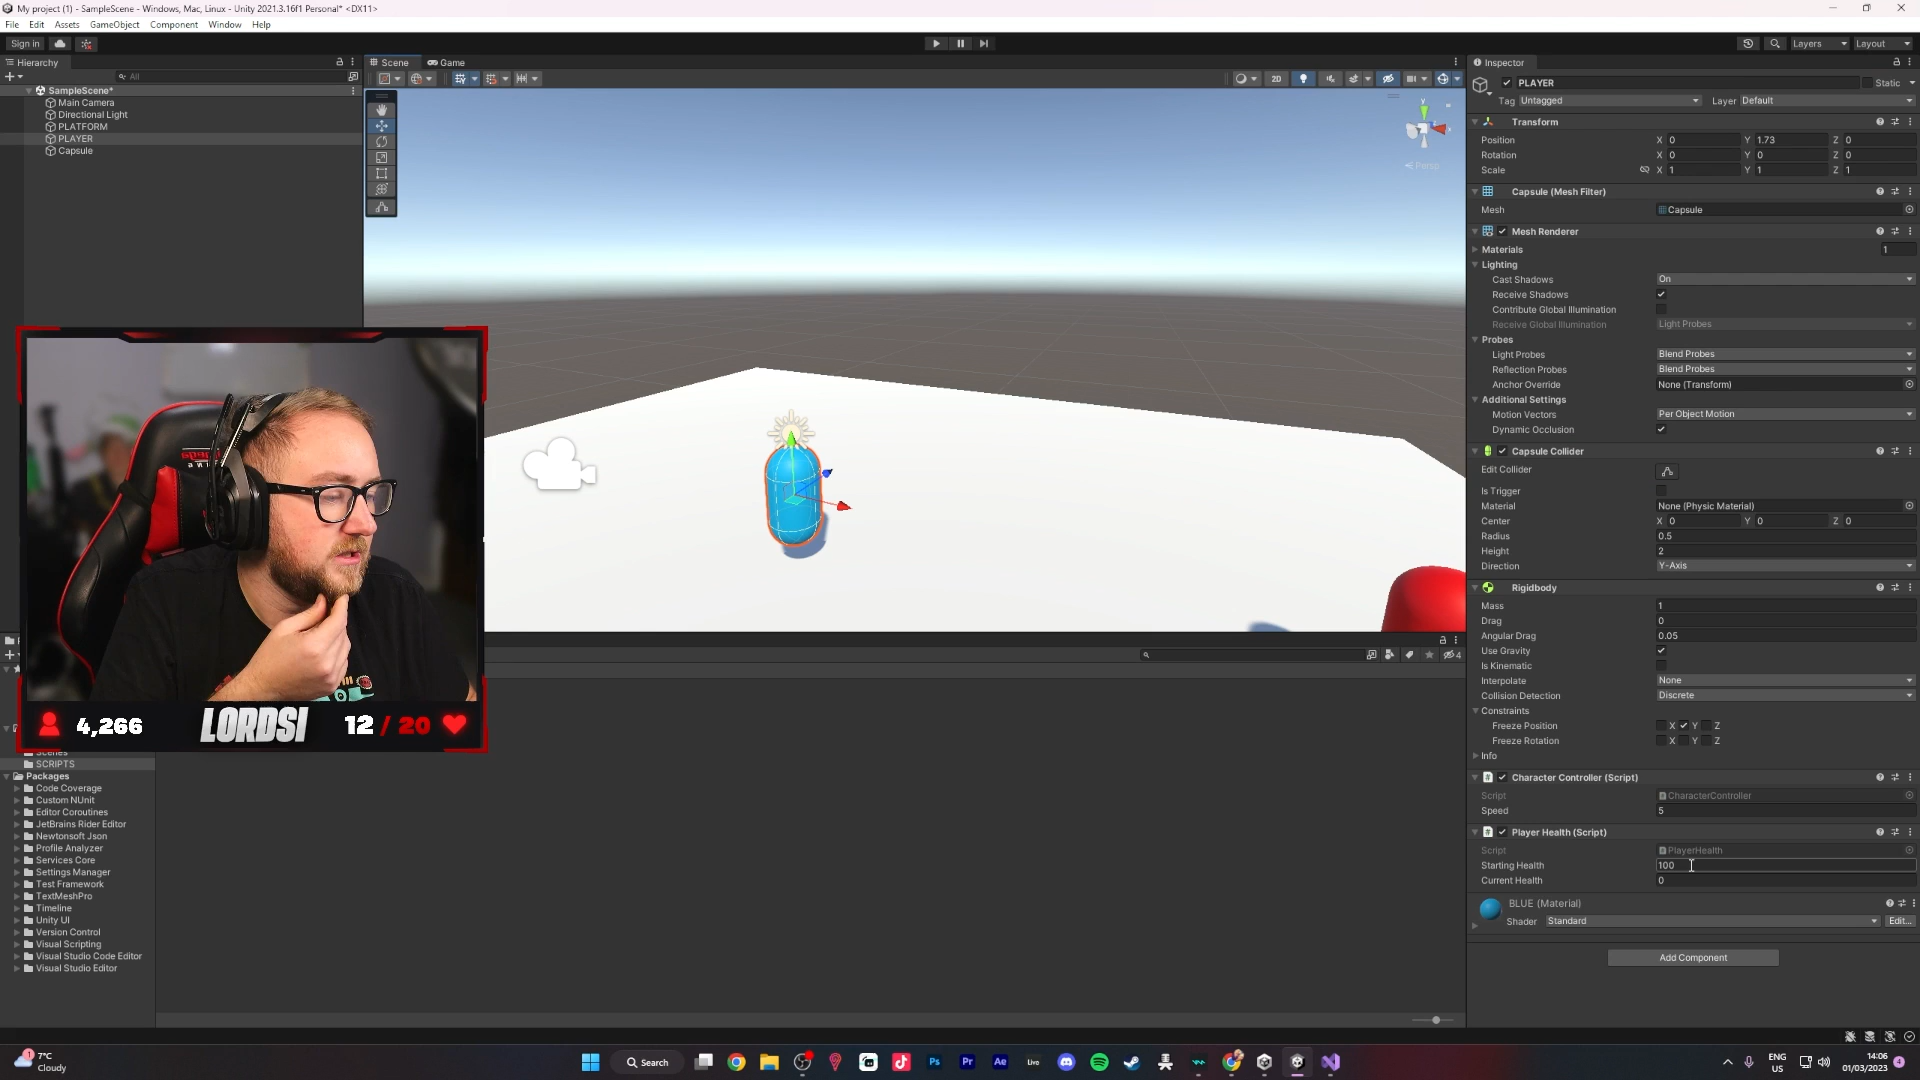 My project (1) - SampleScene - Windows, Mac, Linux - Unity 2021.3.16f1 Personal* <DX11>
File Edit Assets GameObject Component Window Help
Sign in
Layers
Layout
Hierarchy
All
SampleScene*
Main Camera
Directional Light
PLATFORM
PLAYER
Capsule
Scene
Game
2D
y
Persp
Inspector
PLAYER
Static
Tag Untagged
Layer Default
Transform
Position X 0 Y 1.73 Z 0
Rotation X 0 Y 0 Z 0
Scale X 1 Y 1 Z 1
Capsule (Mesh Filter)
Mesh Capsule
Mesh Renderer
Materials 1
Lighting
Cast Shadows On
Receive Shadows
Contribute Global Illumination
Receive Global Illumination Light Probes
Probes
Light Probes Blend Probes
Reflection Probes Blend Probes
Anchor Override None (Transform)
Additional Settings
Motion Vectors Per Object Motion
Dynamic Occlusion
Capsule Collider
Edit Collider
Is Trigger
Material None (Physic Material)
Center X 0 Y 0 Z 0
Radius 0.5
Height 2
Direction Y-Axis
Rigidbody
Mass 1
Drag 0
Angular Drag 0.05
Use Gravity
Is Kinematic
Interpolate None
Collision Detection Discrete
Constraints
Freeze Position X Y Z
Freeze Rotation X Y Z
Info
Character Controller (Script)
Script CharacterController
Speed 5
Player Health (Script)
Script PlayerHealth
Starting Health 100
Current Health 0
BLUE (Material)
Shader Standard
Edit...
Add Component
4
4,266
LORDSI
12 / 20
Scenes
SCRIPTS
Packages
Code Coverage
Custom NUnit
Editor Coroutines
JetBrains Rider Editor
Newtonsoft Json
Profile Analyzer
Services Core
Settings Manager
Test Framework
TextMeshPro
Timeline
Unity UI
Version Control
Visual Scripting
Visual Studio Code Editor
Visual Studio Editor
1
7°C
Cloudy
Search
Ps
Pr
Ae
Live
ENG
US
14:06
01/03/2023
4